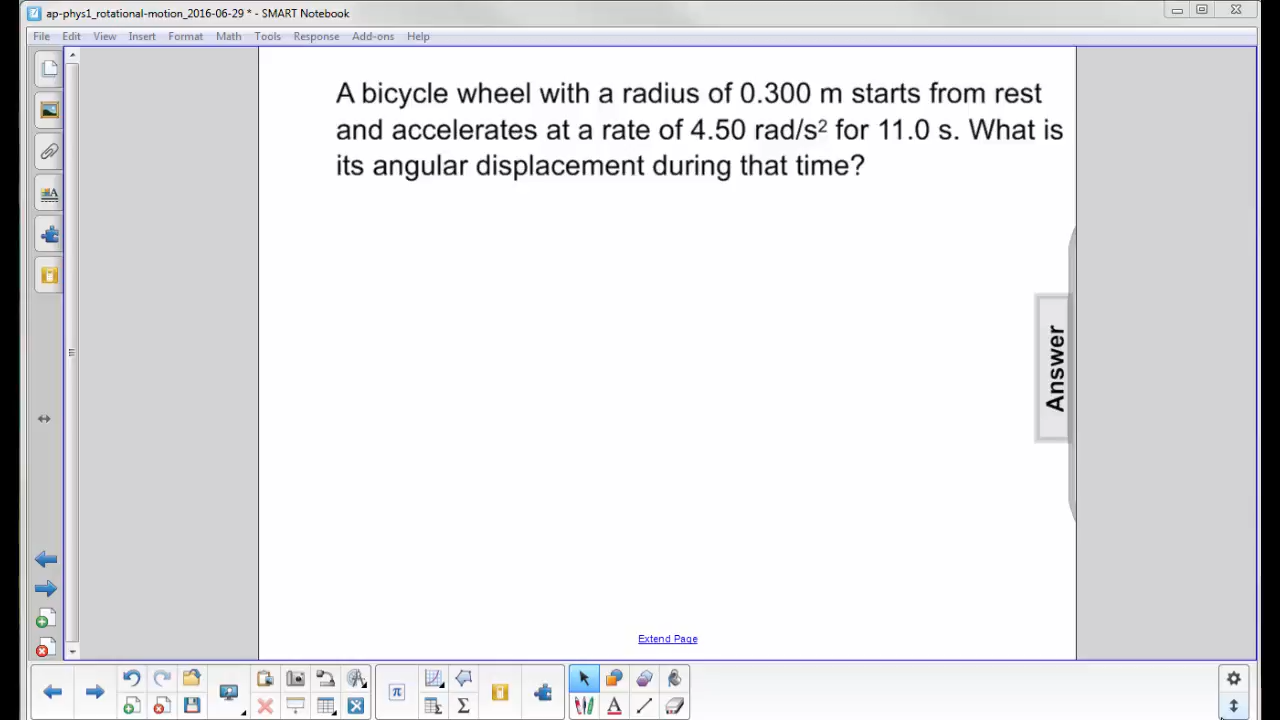 ap-phys1_rotational-motion_2016-06-29 * - SMART Notebook
File Edit View Insert Format Math Tools Response Add-ons Help
A bicycle wheel with a radius of 0.300 m starts from rest
and accelerates at a rate of 4.50 rad/s² for 11.0 s. What is
its angular displacement during that time?
Answer
Extend Page